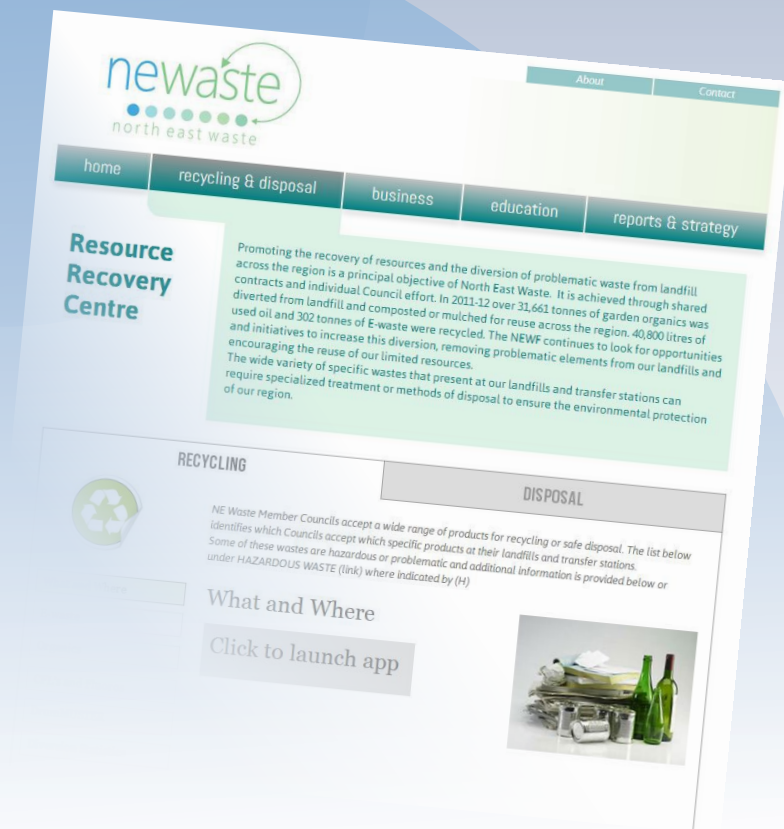 newaste
north east waste
About
Contact
home
recycling & disposal
business
education
reports & strategy
Resource
Recovery
Centre
Promoting the recovery of resources and the diversion of problematic waste from landfill
across the region is a principal objective of North East Waste. It is achieved through shared
contracts and individual Council effort. In 2011-12 over 31,661 tonnes of garden organics was
diverted from landfill and composted or mulched for reuse across the region. 40,800 litres of
used oil and 302 tonnes of E-waste were recycled. The NEWF continues to look for opportunities
and initiatives to increase this diversion, removing problematic elements from our landfills and
encouraging the reuse of our limited resources.
The wide variety of specific wastes that present at our landfills and transfer stations can
require specialized treatment or methods of disposal to ensure the environmental protection
of our region.
RECYCLING
DISPOSAL
NE Waste Member Councils accept a wide range of products for recycling or safe disposal. The list below
identifies which Councils accept which specific products at their landfills and transfer stations.
Some of these wastes are hazardous or problematic and additional information is provided below or
under HAZARDOUS WASTE (link) where indicated by (H)
What and Where
Click to launch app